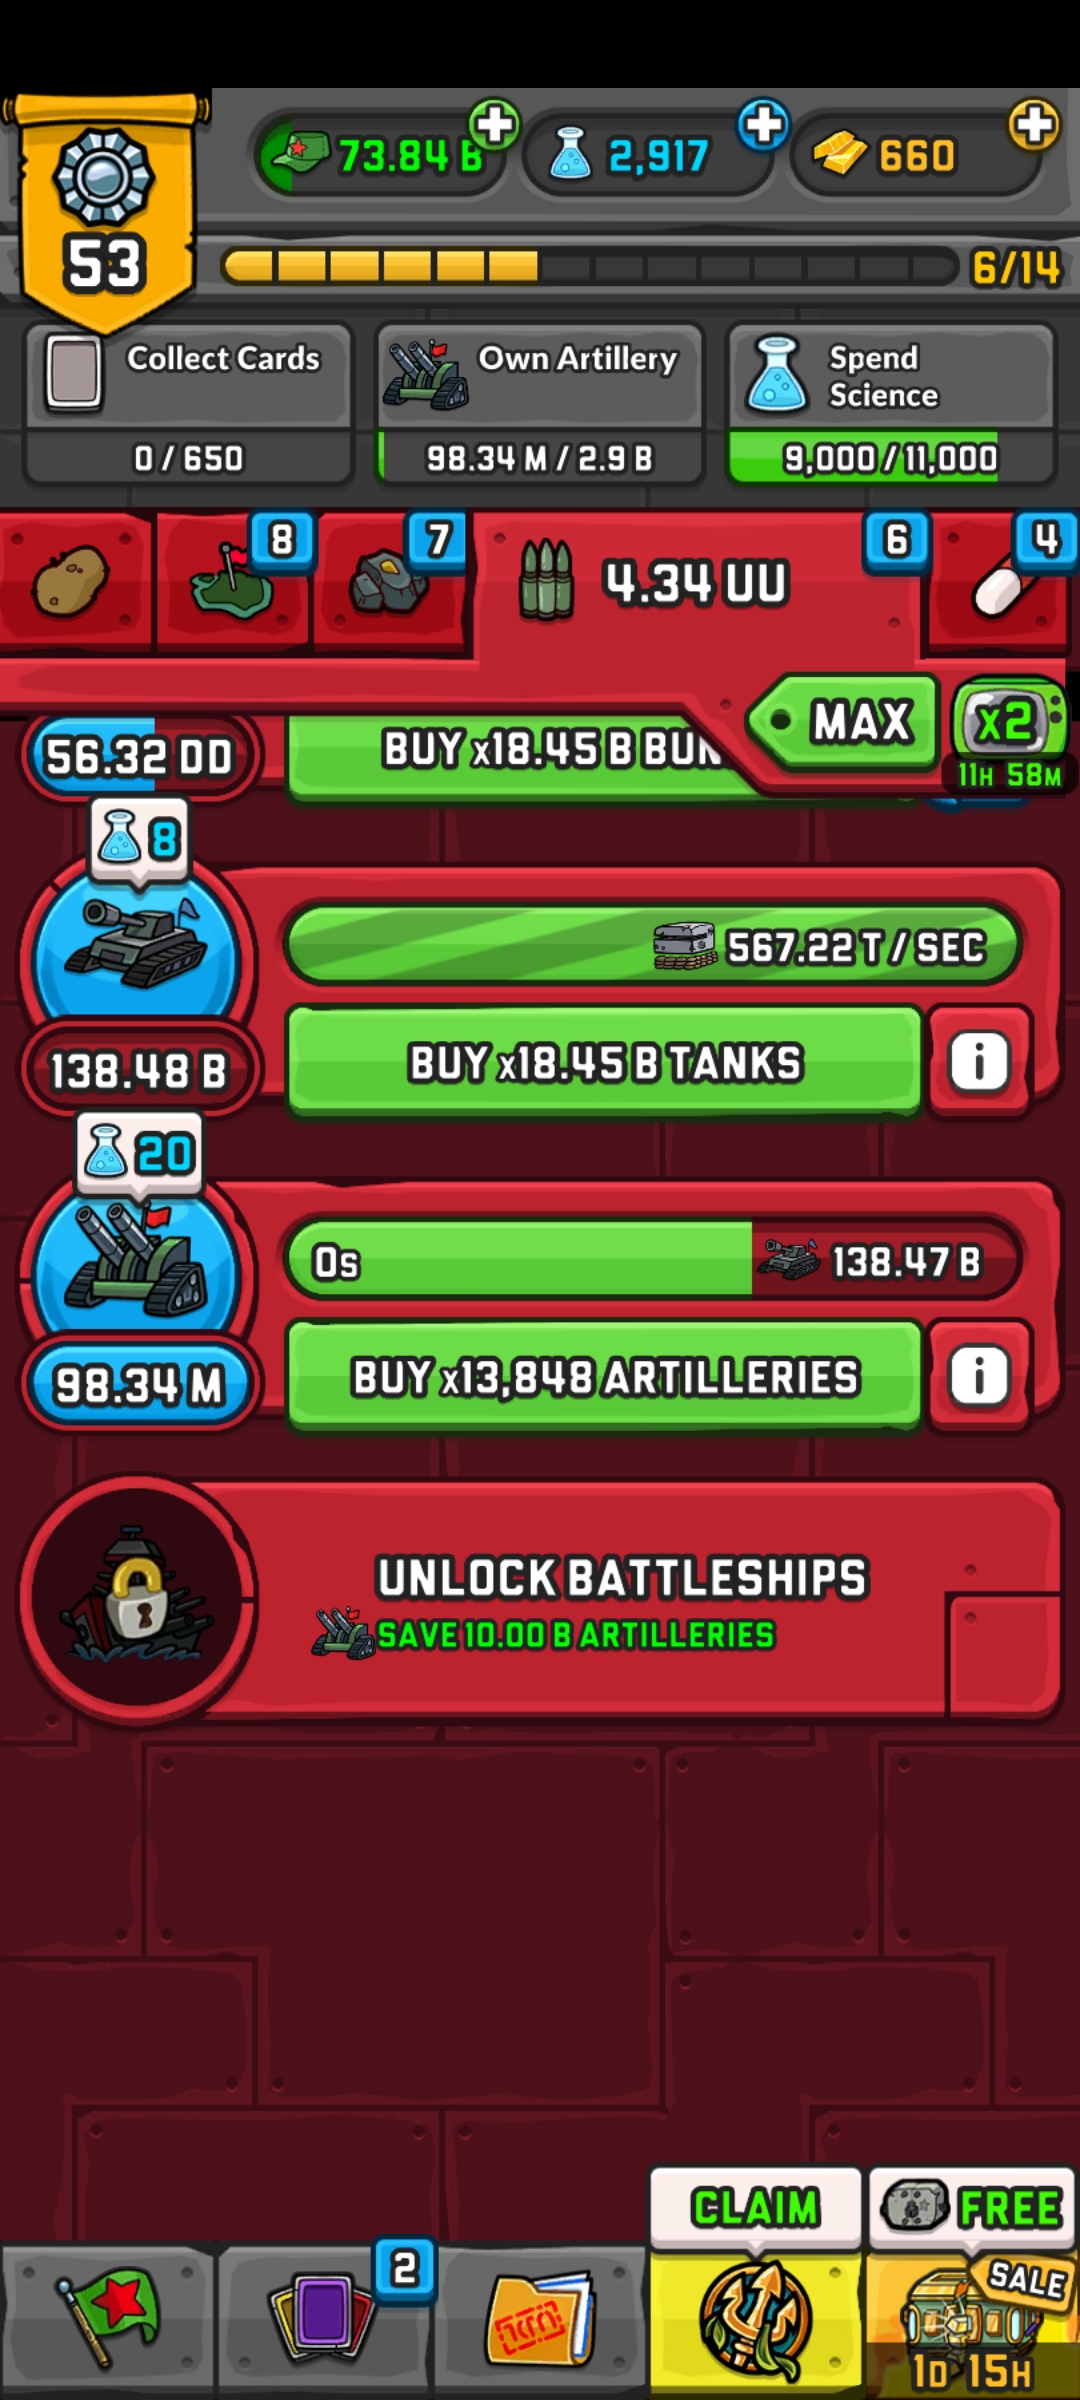 73.84 B
2,917
660
53
6/14
Collect Cards
0 / 650
Own Artillery
98.34 M / 2.9 B
Spend
Science
9,000 / 11,000
8
7
4.34 UU
6
4
MAX
x2
11H 58M
56.32 DD
BUY x18.45 B BUN
8
567.22 T / SEC
138.48 B
BUY x18.45 B TANKS
i
20
0s
138.47 B
98.34 M
BUY x13,848 ARTILLERIES
i
UNLOCK BATTLESHIPS
SAVE 10.00 B ARTILLERIES
CLAIM
FREE
2
SALE
1D 15H